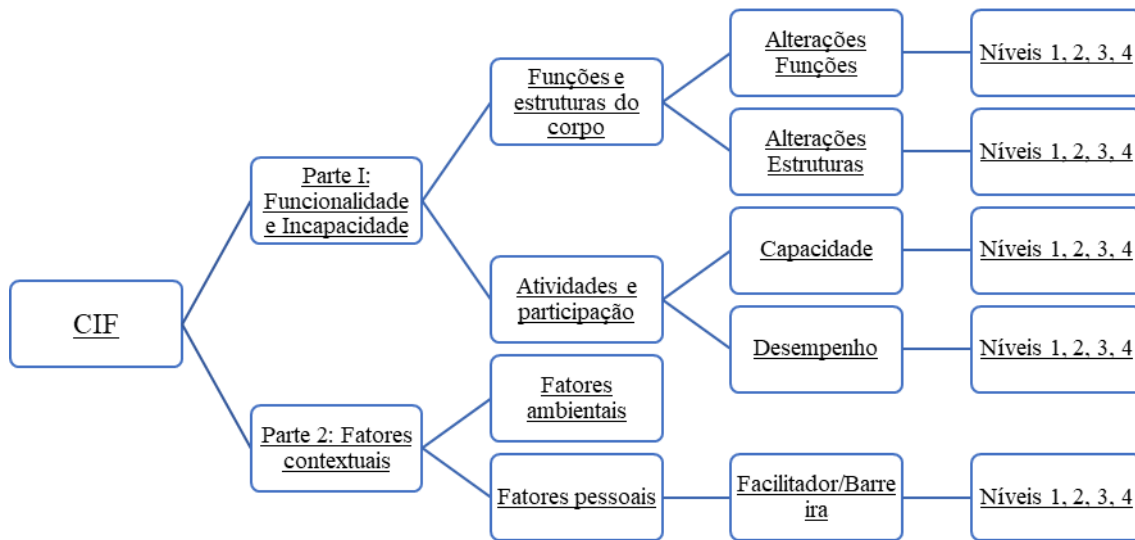 CIF
Parte I:
Funcionalidade
e Incapacidade
Funções e
estruturas do
corpo
Alterações
Funções
Níveis 1, 2, 3, 4
Alterações
Estruturas
Níveis 1, 2, 3, 4
Atividades e
participação
Capacidade
Níveis 1, 2, 3, 4
Desempenho
Níveis 1, 2, 3, 4
Parte 2: Fatores
contextuais
Fatores
ambientais
Fatores pessoais
Facilitador/Barre
ira
Níveis 1, 2, 3, 4